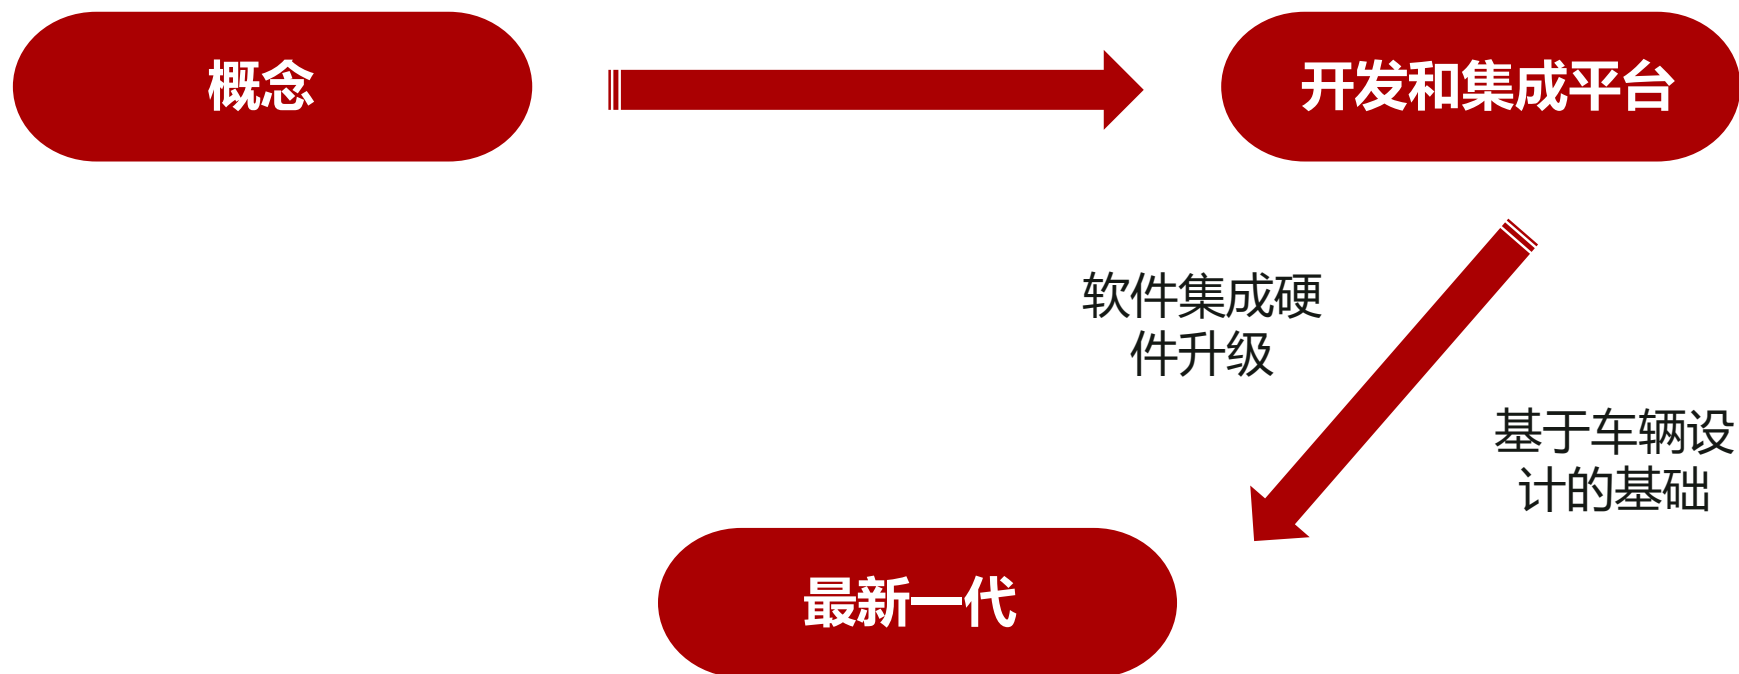 概念
开发和集成平台
软件集成硬
件升级
基于车辆设
计的基础
最新一代